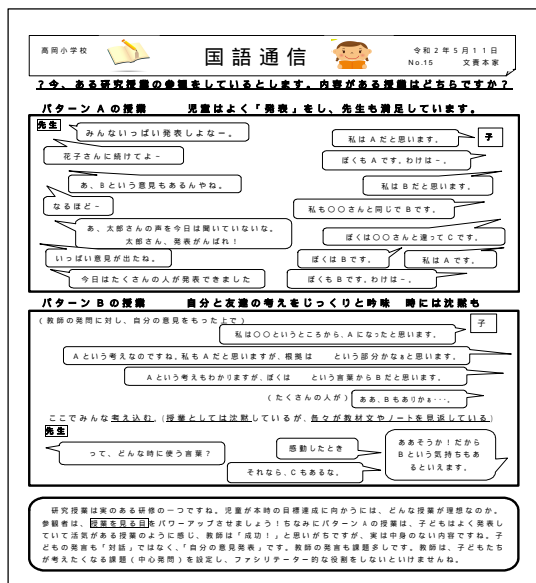 高岡小学校
国語通信
令和2年5月11日
No.15 文責本家
?今、ある研究授業の参観をしているとします。内容がある授業はどちらですか?
パターンAの授業 児童はよく「発表」をし、先生も満足しています。
先生
子
みんないっぱい発表しよなー。
私はAだと思います。
花子さんに続けてよ-
ぼくもAです。わけは-。
あ、Bという意見もあるんやね。
私はBだと思います。
なるほど-
私も〇〇さんと同じでBです。
あ、太郎さんの声を今日は聞いていないな。
太郎さん、発表がんばれ!
ぼくは〇〇さんと違ってCです。
いっぱい意見が出たね。
ぼくはBです。
私はAです。
今日はたくさんの人が発表できました
ぼくもBです。わけは-。
パターンBの授業 自分と友達の考えをじっくりと吟味 時には沈黙も
(教師の発問に対し、自分の意見をもった上で)
子
私は〇〇というところから、Aになったと思います。
Aという考えなのですね。私もAだと思いますが、根拠は という部分かなぁと思います。
Aという考えもわかりますが、ぼくは という言葉からBだと思います。
(たくさんの人が)
ああ、Bもありかぁ・・・。
ここでみんな考え込む。(授業としては沈黙しているが、各々が教材文やノートを見返している)
先生
って、どんな時に使う言葉?
感動したとき
ああそうか!だから
Bという気持ちもあ
るといえます。
それなら、Cもあるな。
研究授業は実のある研修の一つですね。児童が本時の目標達成に向かうには、どんな授業が理想なのか。
参観者は、授業を見る目をパワーアップさせましょう!ちなみにパターンAの授業は、子どもはよく発表し
ていて活気がある授業のように感じ、教師は「成功!」と思いがちですが、実は中身のない内容ですね。子
どもの発言も「対話」ではなく、「自分の意見発表」です。教師の発言も課題多しです。教師は、子どもたち
が考えたくなる課題(中心発問)を設定し、ファシリテーター的な役割をしないといけませんね。